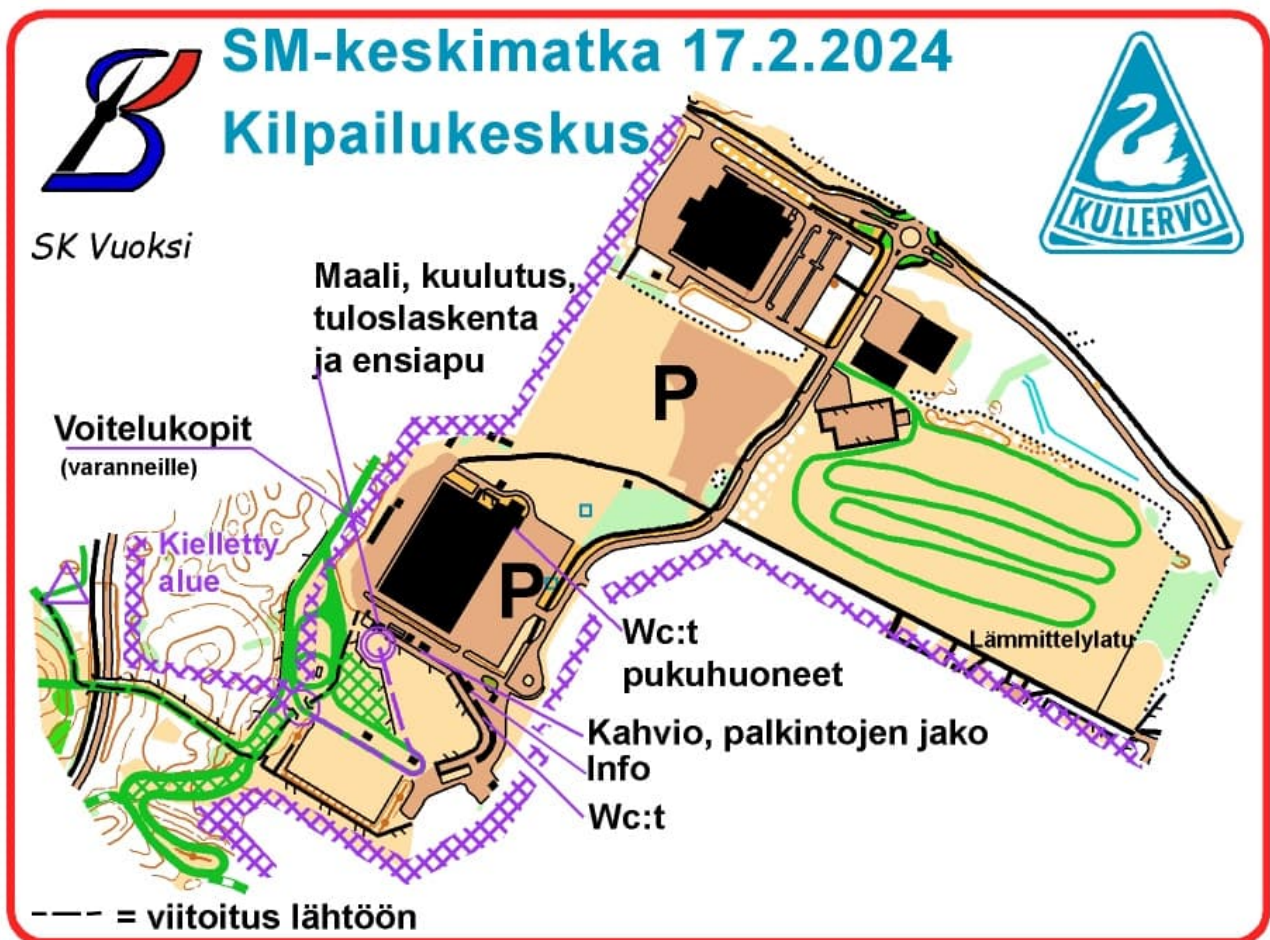 SM-keskimatka 17.2.2024
Kilpailukeskus
KULLERVO
SK Vuoksi
Maali, kuulutus,
tuloslaskenta
ja ensiapu
Voitelukopit
(varanneille)
P
Kielletty
alue
P
Wc:t
pukuhuoneet
Lämmittelylatu
Kahvio, palkintojen jako
Info
Wc:t
---- = viitoitus lähtöön